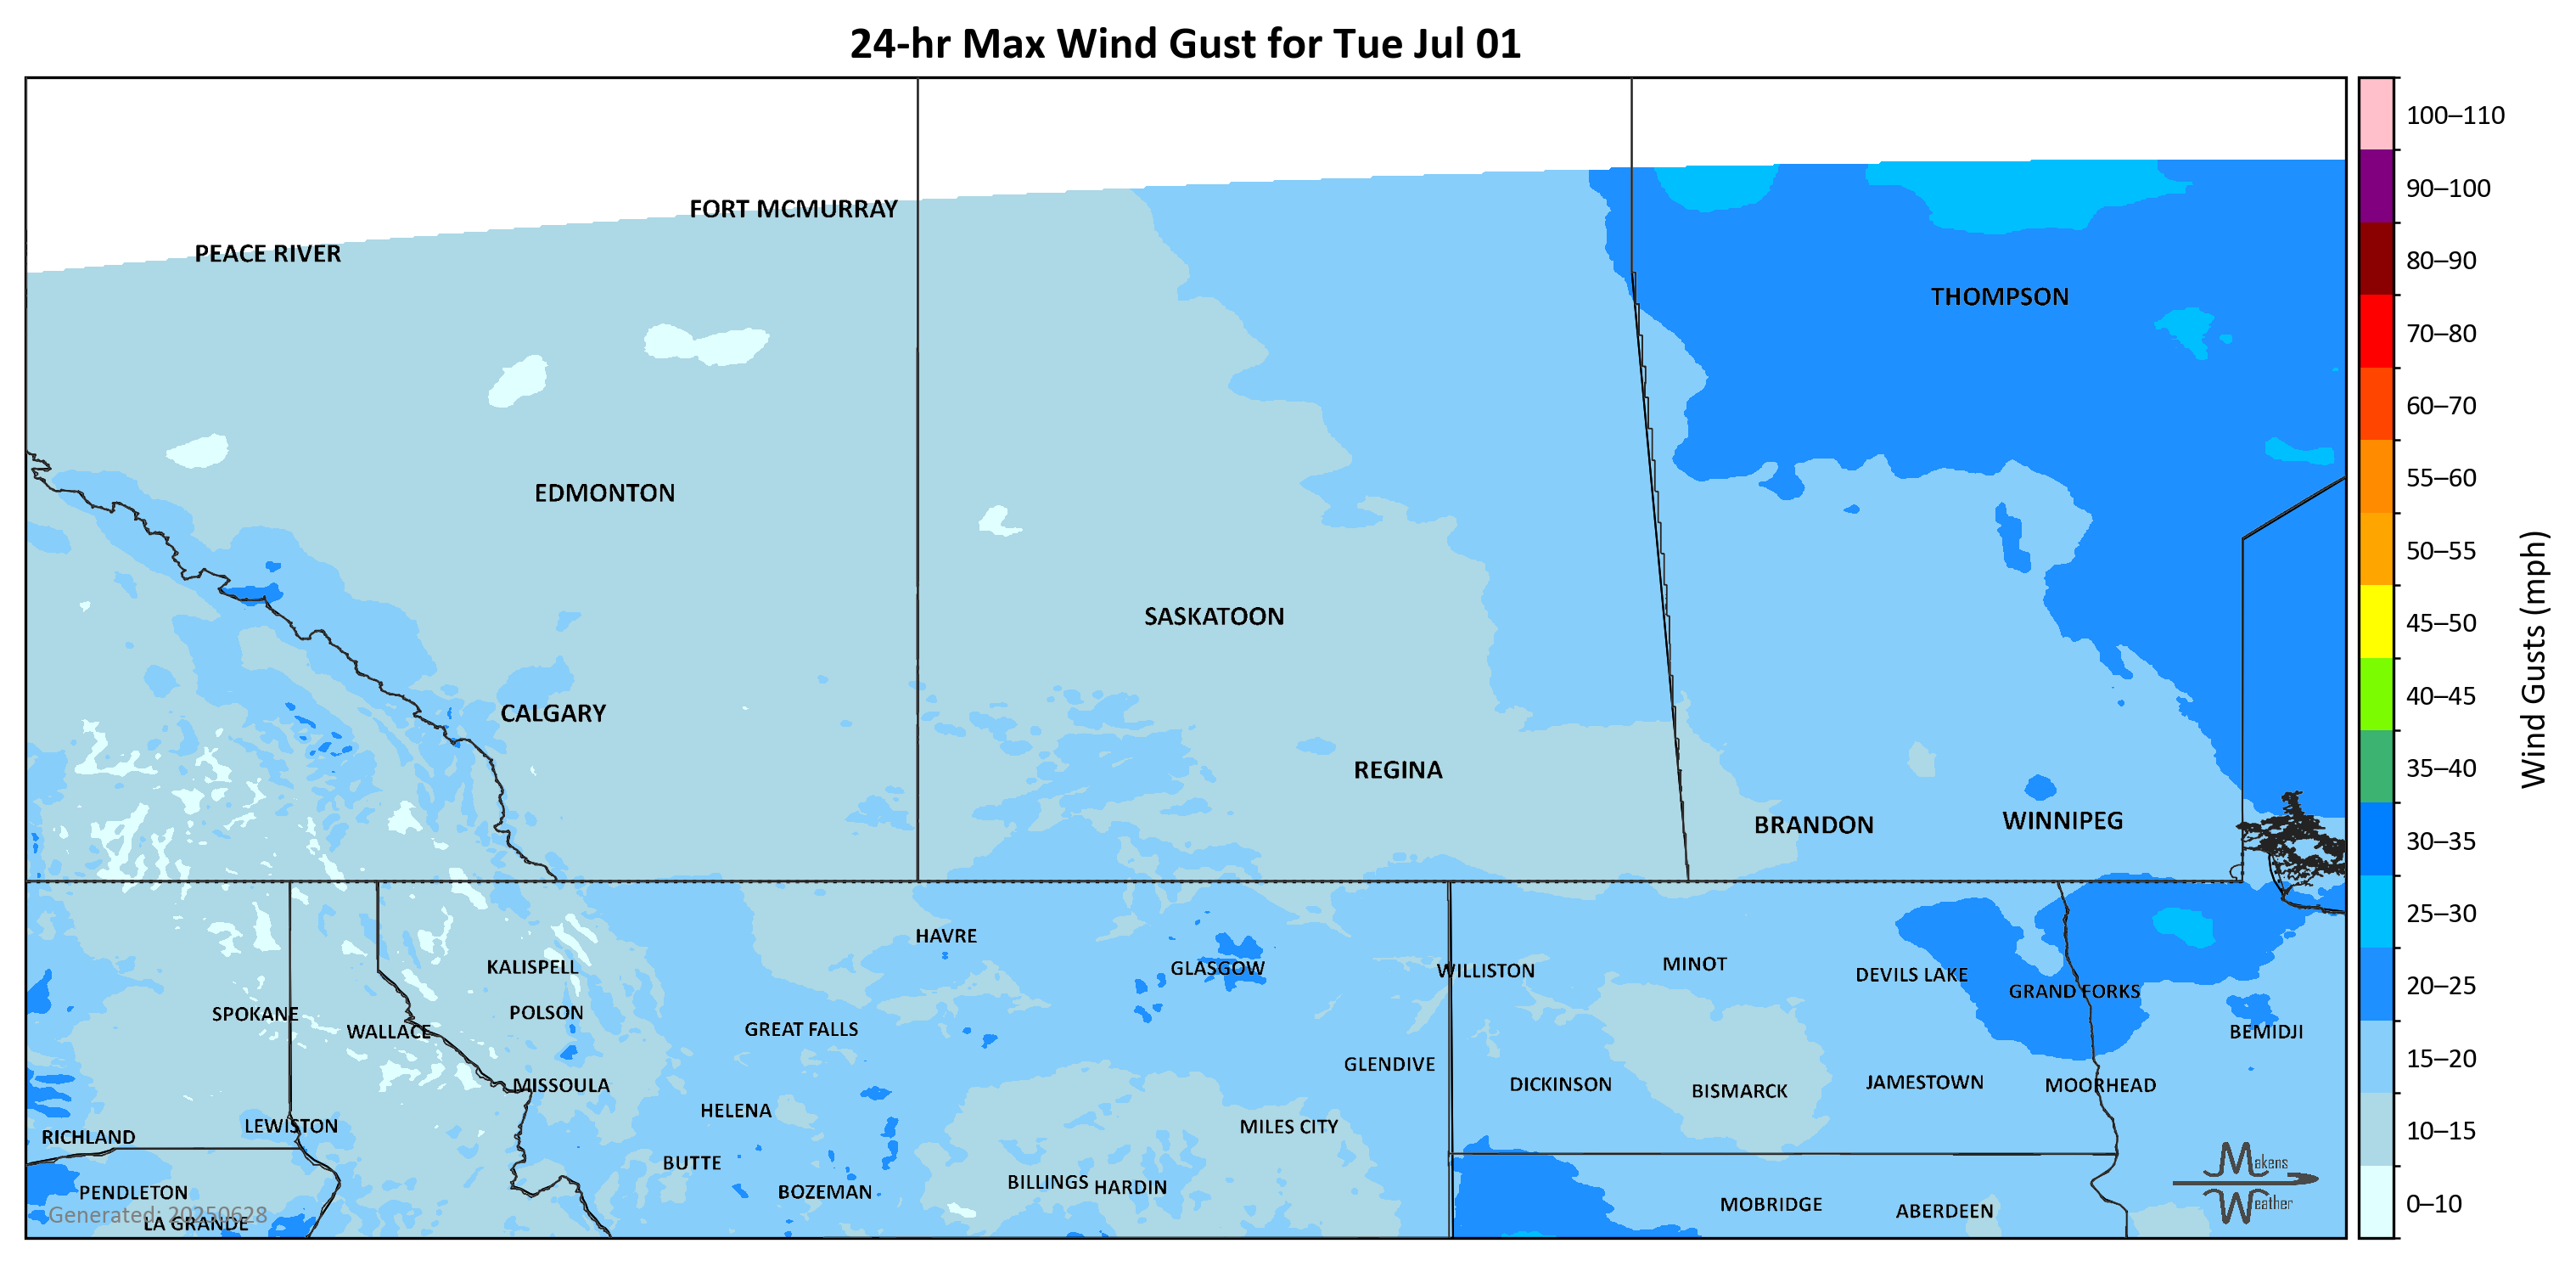 24-hr Max Wind Gust for Tue Jul 01
FORT MCMURRAY
PEACE RIVER
THOMPSON
EDMONTON
SASKATOON
CALGARY
REGINA
BRANDON
WINNIPEG
HAVRE
KALISPELL
GLASGOW
WILLISTON
MINOT
DEVILS LAKE
GRAND FORKS
SPOKANE
POLSON
WALLACE
GREAT FALLS
BEMIDJI
GLENDIVE
MISSOULA
DICKINSON
BISMARCK
JAMESTOWN
MOORHEAD
HELENA
LEWISTON
MILES CITY
RICHLAND
BUTTE
BOZEMAN
BILLINGS
HARDIN
PENDLETON
MOBRIDGE
ABERDEEN
Generated: 20250628
LA GRANDE
Makens
Weather
100–110
90–100
80–90
70–80
60–70
55–60
50–55
45–50
40–45
35–40
30–35
25–30
20–25
15–20
10–15
0–10
Wind Gusts (mph)